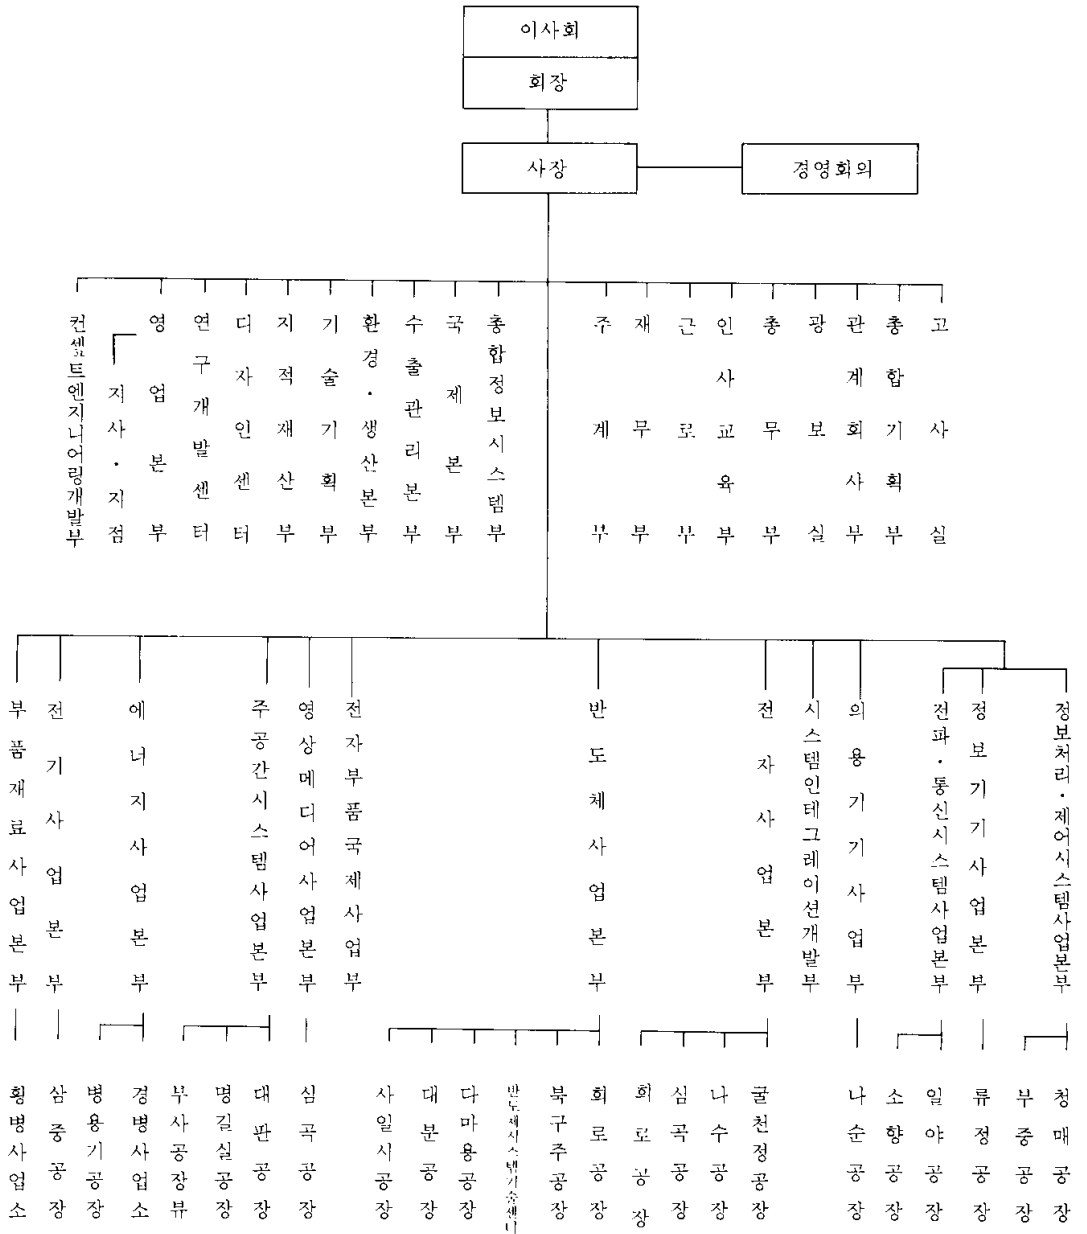 이사회
회장
사장
경영회의
컨셉트엔지니어링개발부
지사·지점
영업본부
연구개발센터
디자인센터
지적재산부
기술기획부
환경·생산본부
수출관리본부
국제본부
총합정보시스템부
주계부
재무부
근로부
인사교육부
총무부
광보실
관계회사부
총합기획부
고사실
부품재료사업본부
전기사업본부
에너지사업본부
주공간시스템사업본부
영상메디어사업본부
전자부품국제사업부
반도체사업본부
전자사업본부
시스템인테그레이션개발부
의용기기사업부
전파·통신시스템사업본부
정보기기사업본부
정보처리·제어시스템사업본부
횡병사업소
삼중공장
병용기공장
경병사업소
부사공장뷰
명길실공장
대판공장
심곡공장
사일시공장
대분공장
다마용공장
반도체시스템기술센터
북구주공장
희로공장
희로공장
심곡공장
나수공장
굴천정공장
나순공장
소향공장
일야공장
류정공장
부중공장
청매공장